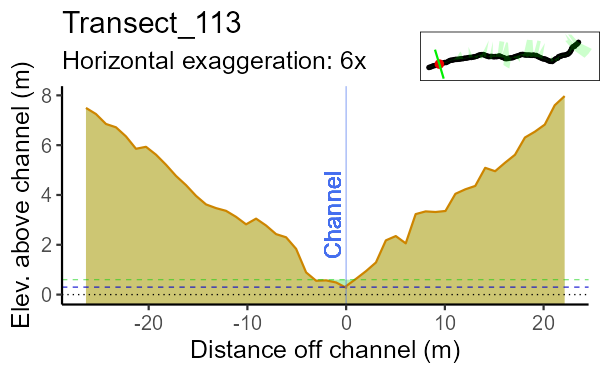 Transect_113
Horizontal exaggeration: 6x
Elev. above channel (m)
8
6
4
2
0
Channel
-20
-10
0
10
20
Distance off channel (m)